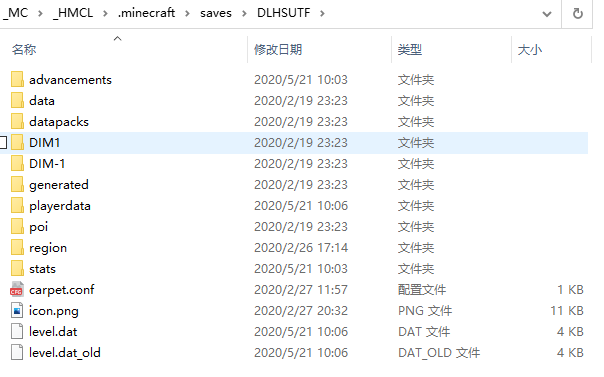 _MC > _HMCL > .minecraft > saves > DLHSUTF >
名称 修改日期 类型 大小
advancements 2020/5/21 10:03 文件夹
data 2020/2/19 23:23 文件夹
datapacks 2020/2/19 23:23 文件夹
DIM1 2020/2/19 23:23 文件夹
DIM-1 2020/2/19 23:23 文件夹
generated 2020/2/19 23:23 文件夹
playerdata 2020/5/21 10:06 文件夹
poi 2020/2/19 23:23 文件夹
region 2020/2/26 17:14 文件夹
stats 2020/5/21 10:03 文件夹
carpet.conf 2020/2/27 11:57 配置文件 1 KB
icon.png 2020/2/27 20:32 PNG 文件 11 KB
level.dat 2020/5/21 10:06 DAT 文件 4 KB
level.dat_old 2020/5/21 10:06 DAT_OLD 文件 4 KB